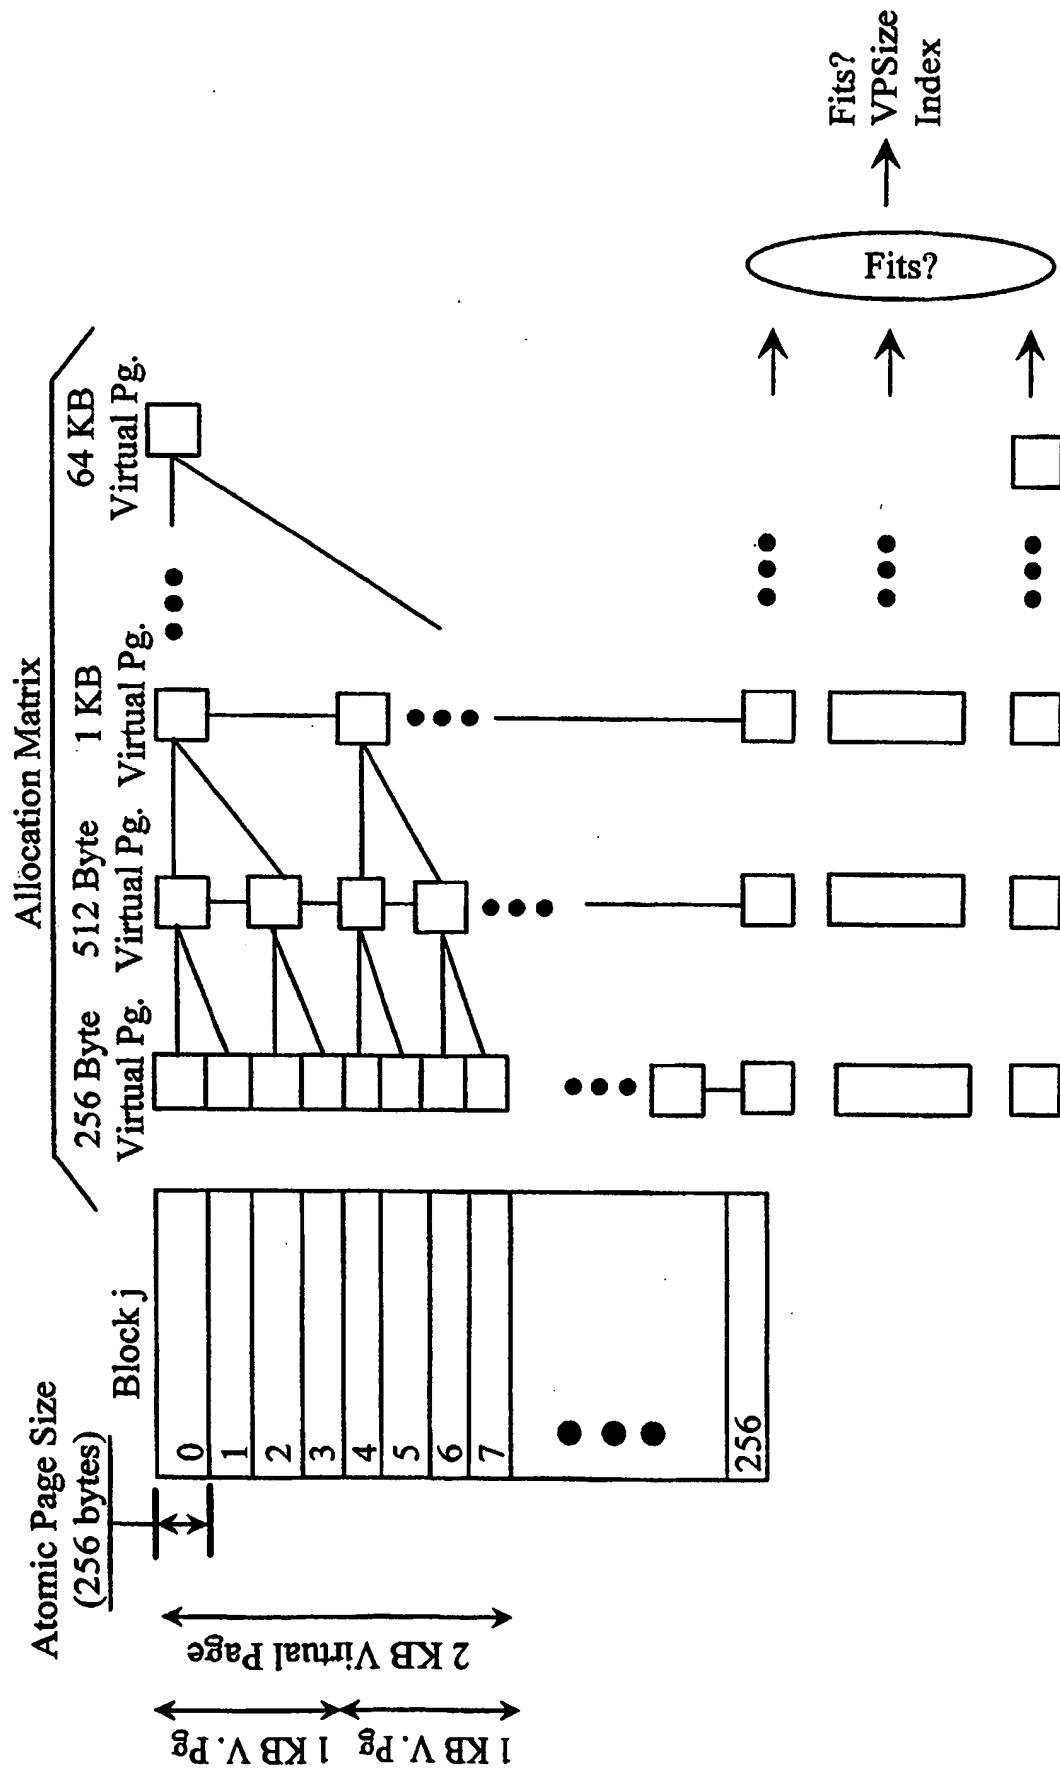 Allocation Matrix
Atomic Page Size
(256 bytes)
Block j
256 Byte
Virtual Pg.
512 Byte
Virtual Pg.
1 KB
Virtual Pg.
64 KB
Virtual Pg.
0
1
2
3
4
5
6
7
256
2 KB Virtual Page
1 KB V. Pg
1 KB V. Pg
Fits?
Fits?
VPSize
Index